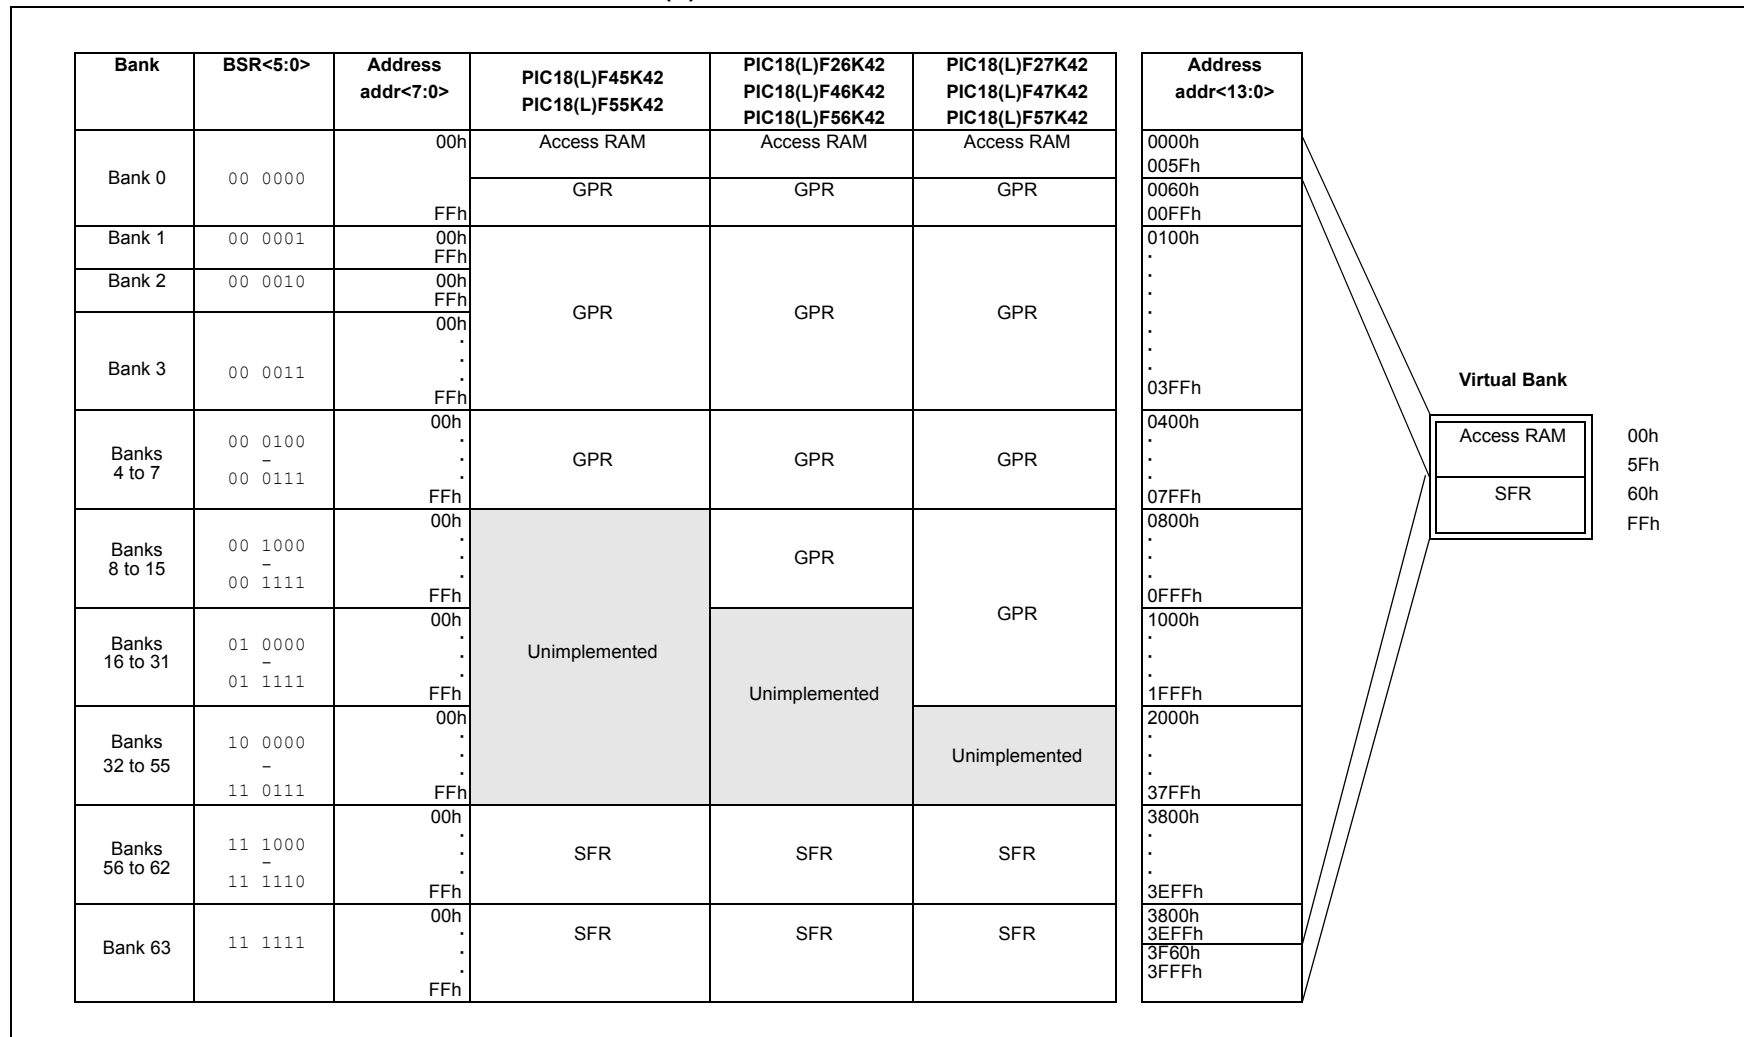 Bank BSR<5:0> Address addr<7:0> PIC18(L)F45K42 PIC18(L)F55K42 PIC18(L)F26K42 PIC18(L)F46K42 PIC18(L)F56K42 PIC18(L)F27K42 PIC18(L)F47K42 PIC18(L)F57K42 Address addr<13:0>
Bank 0 00 0000 00h Access RAM Access RAM Access RAM 0000h
005Fh
GPR GPR GPR 0060h
FFh 00FFh
Bank 1 00 0001 00h 0100h
FFh .
Bank 2 00 0010 00h .
FFh .
GPR GPR GPR .
Bank 3 00 0011 00h .
. .
. .
.
FFh 03FFh
Banks 4 to 7 00 0100 – 00 0111 00h 0400h
. .
. GPR GPR GPR .
. .
FFh 07FFh
Banks 8 to 15 00 1000 – 00 1111 00h 0800h
. .
. GPR .
. .
FFh 0FFFh
GPR
Banks 16 to 31 01 0000 – 01 1111 00h 1000h
. .
. Unimplemented .
. .
FFh Unimplemented 1FFFh
Banks 32 to 55 10 0000 – 11 0111 00h 2000h
. .
. Unimplemented .
. .
FFh 37FFh
Banks 56 to 62 11 1000 – 11 1110 00h 3800h
. .
. SFR SFR SFR .
. .
FFh 3EFFh
Bank 63 11 1111 00h 3800h
. SFR SFR SFR 3EFFh
. 3F60h
. 3FFFh
FFh
Virtual Bank
Access RAM 00h
5Fh
SFR 60h
FFh